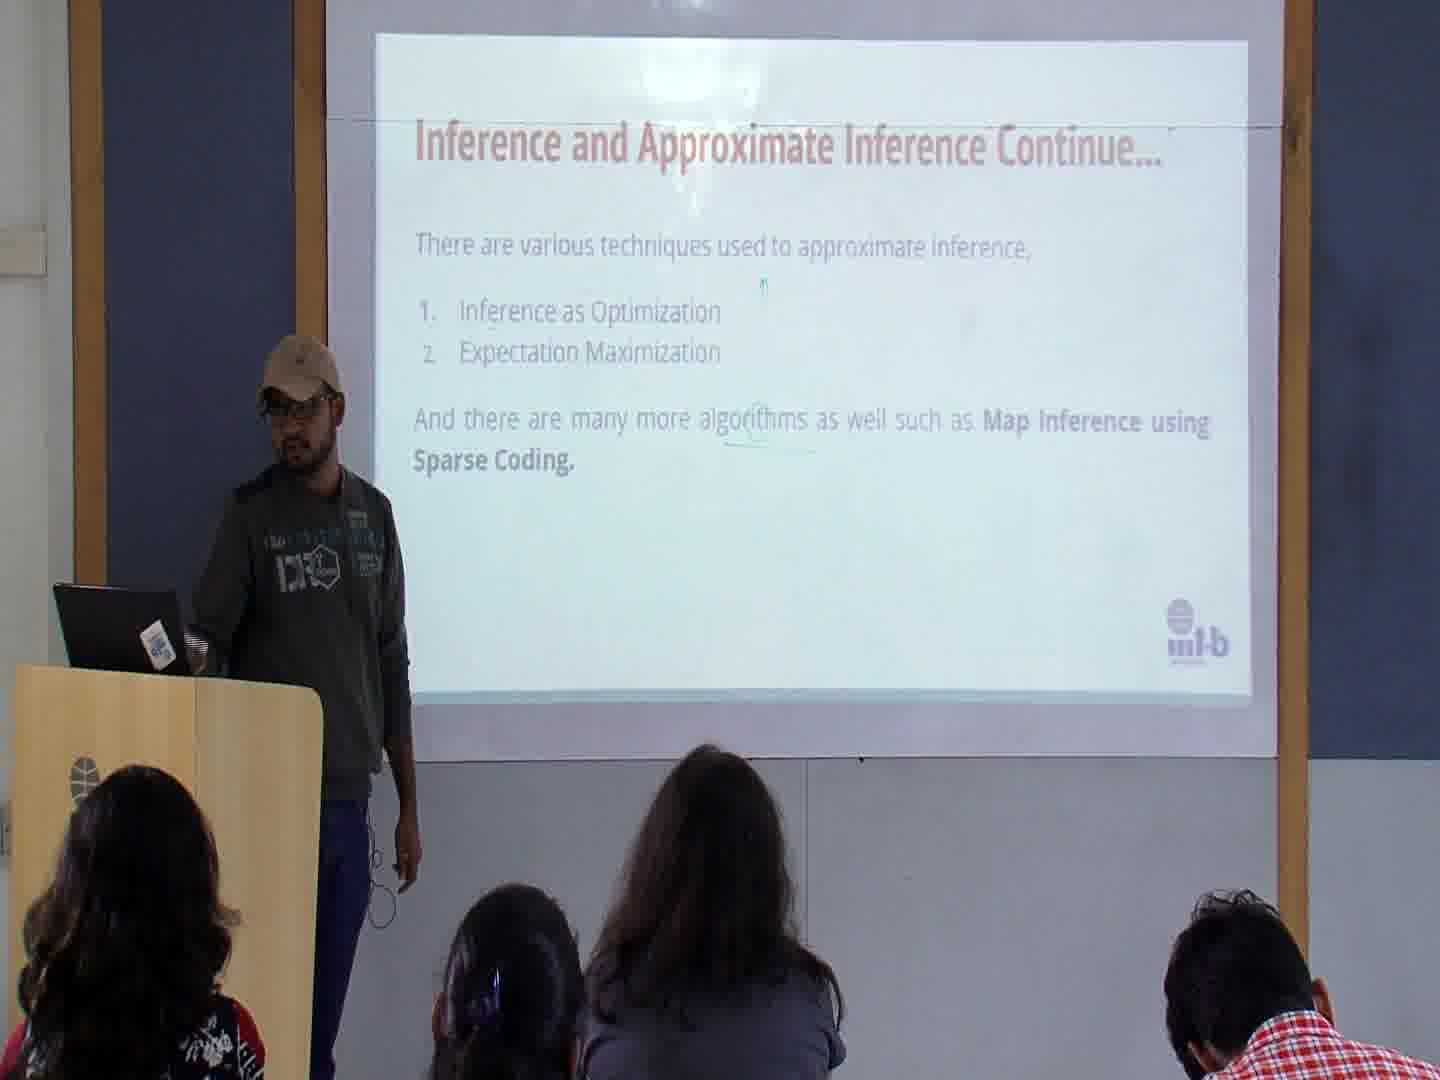 Inference and Approximate Inference Continue...
There are various techniques used to approximate inference,
1. Inference as Optimization
2. Expectation Maximization
And there are many more algorithms as well such as Map Inference using
Sparse Coding.